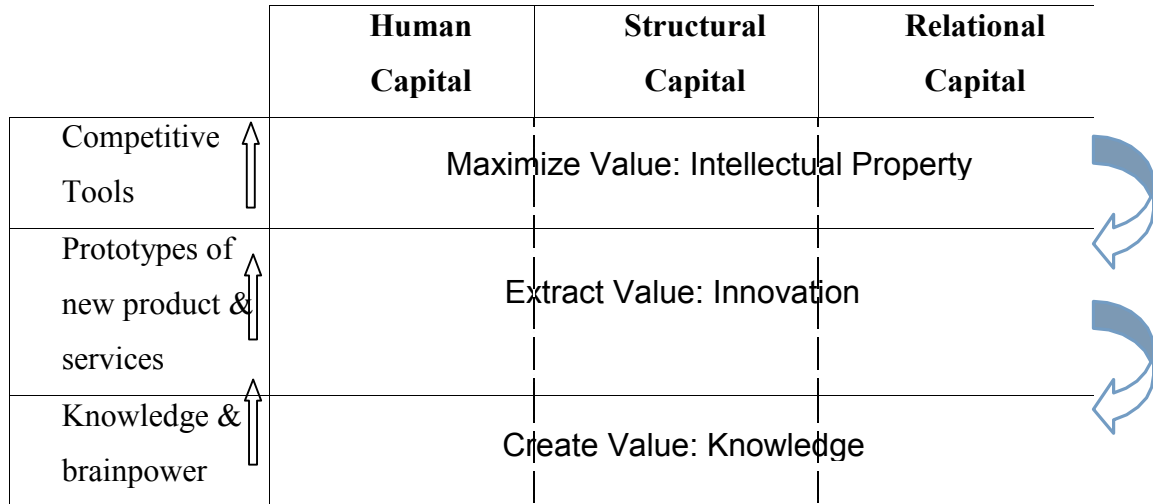 Human Capital
Structural Capital
Relational Capital
Competitive
Tools
Maximize Value: Intellectual Property
Prototypes of
new product &
services
Extract Value: Innovation
Knowledge &
brainpower
Create Value: Knowledge